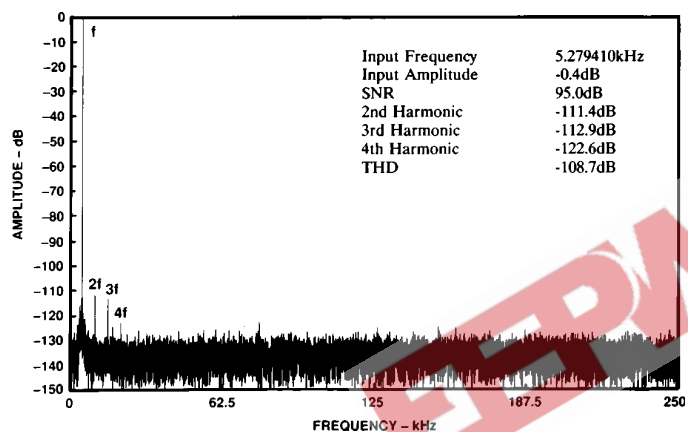 0
-10
-20
-30
-40
-50
-60
-70
-80
-90
-100
-110
-120
-130
-140
-150
AMPLITUDE – dB
f
2f
3f
4f
Input Frequency 5.279410kHz
Input Amplitude -0.4dB
SNR 95.0dB
2nd Harmonic -111.4dB
3rd Harmonic -112.9dB
4th Harmonic -122.6dB
THD -108.7dB
0 62.5 125 187.5 250
FREQUENCY – kHz